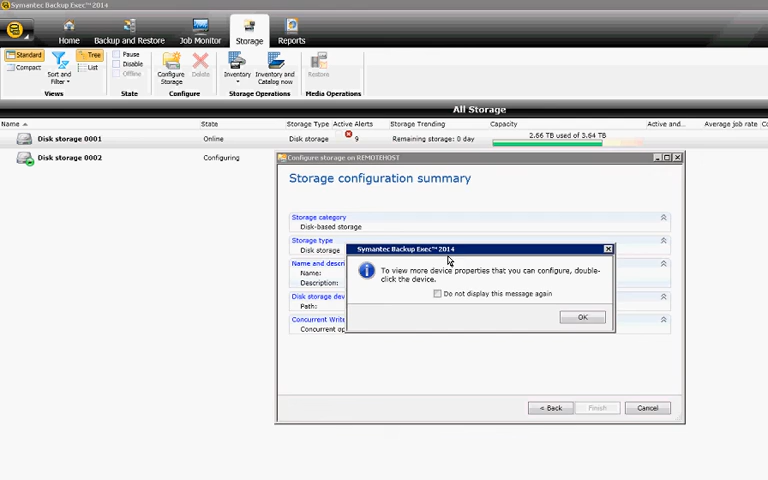 Symantec Backup Exec™ 2014
Home
Backup and Restore
Job Monitor
Storage
Reports
Standard
Compact
Sort and
Filter
Tree
List
Views
Pause
Disable
Offline
State
Configure
Storage
Delete
Configure
Inventory
Inventory and
Catalog now
Storage Operations
Restore
Media Operations
All Storage
Name State Storage Type Active Alerts Storage Trending Capacity Active and... Average job rate
Disk storage 0001 Online Disk storage 9 Remaining storage: 0 day 2.66 TB used of 3.64 TB
Disk storage 0002 Configuring
Configure storage on REMOTEHOST
Storage configuration summary
Storage category
Disk-based storage
Storage type
Disk storage
Name and descri
Name:
Description:
Disk storage dev
Path:
Concurrent Write
Concurrent op
Symantec Backup Exec™ 2014
To view more device properties that you can configure, double-
click the device.
Do not display this message again
OK
< Back
Finish
Cancel